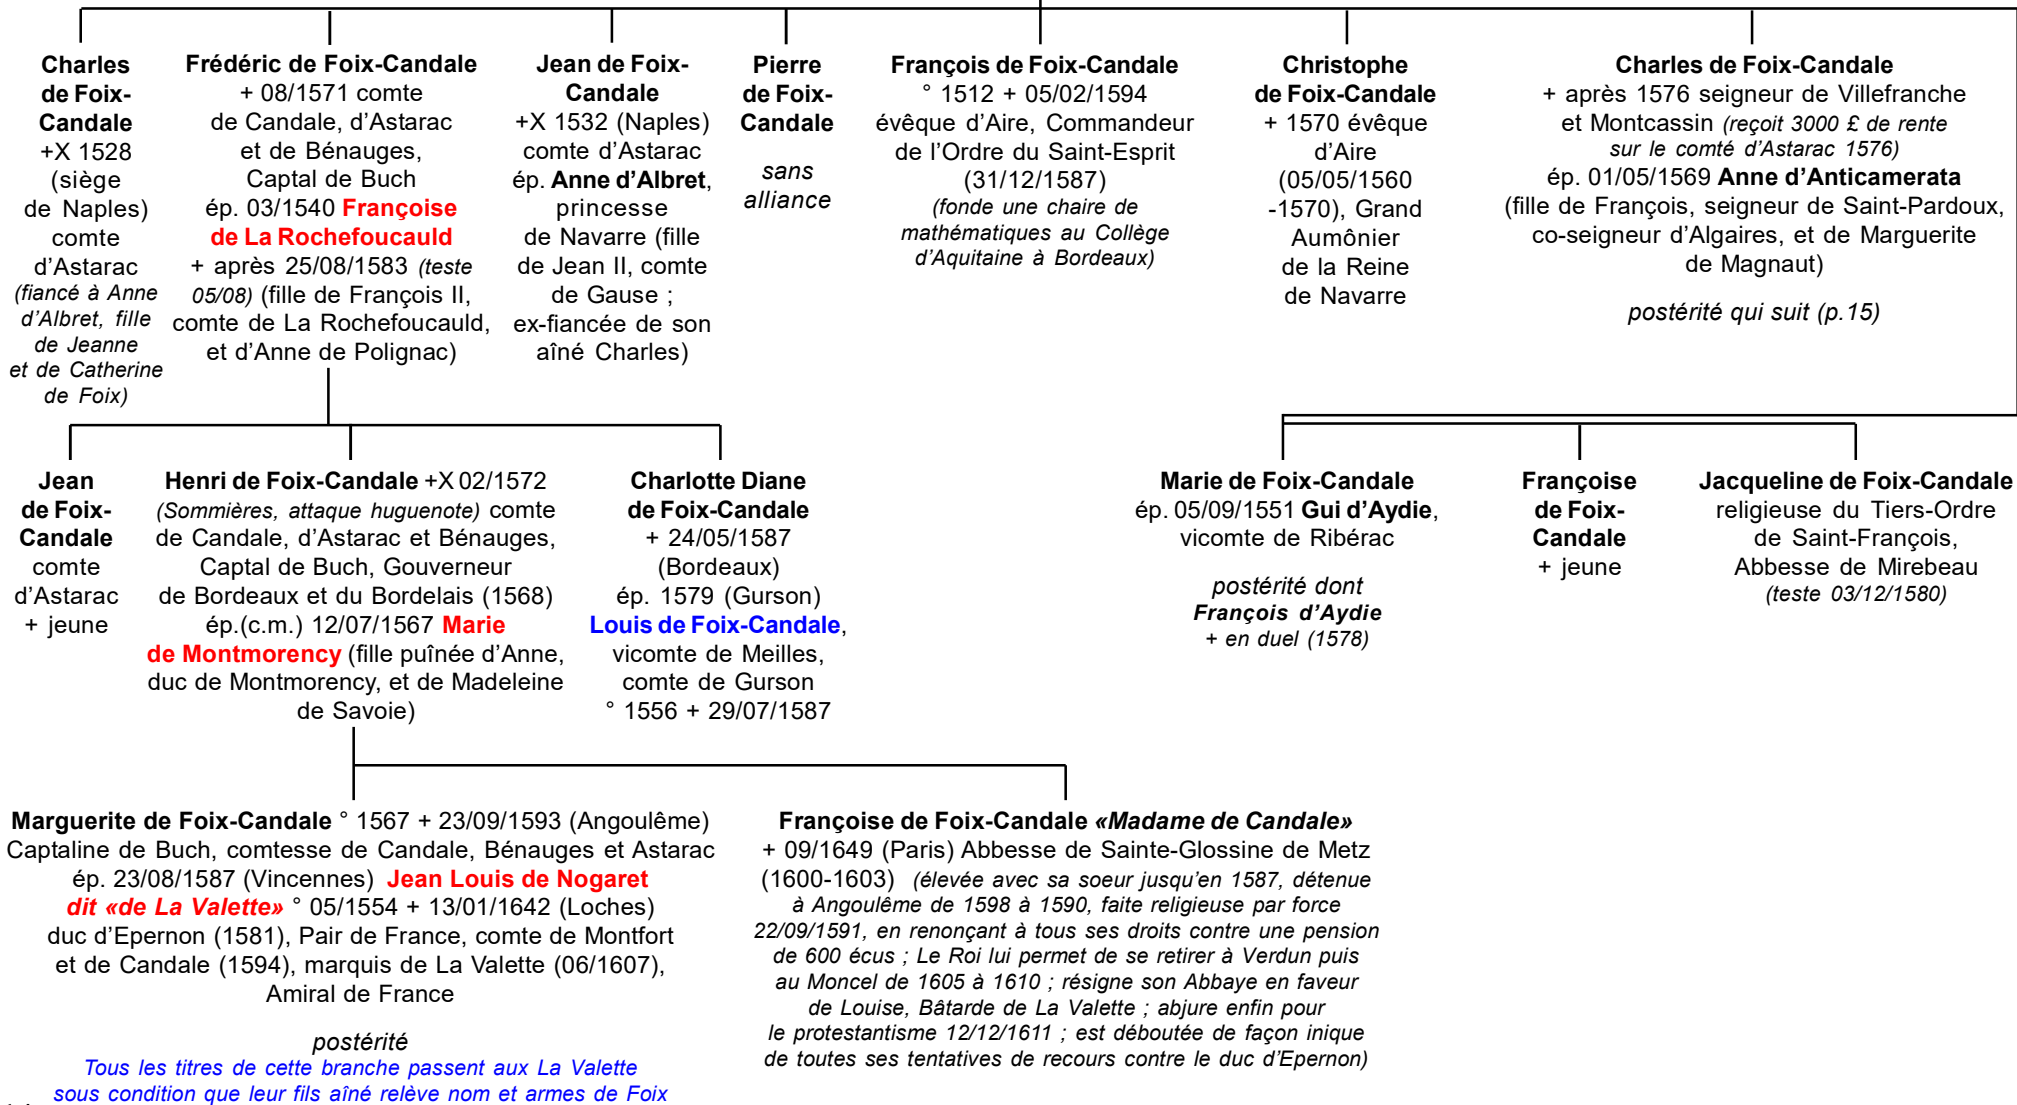 Charles
de Foix-
Candale
+X 1528
(siège
de Naples)
comte
d'Astarac
(fiancé à Anne
d'Albret, fille
de Jeanne
et de Catherine
de Foix)
Frédéric de Foix-Candale
+ 08/1571 comte
de Candale, d'Astarac
et de Bénauges,
Captal de Buch
ép. 03/1540 Françoise
de La Rochefoucauld
+ après 25/08/1583 (teste
05/08) (fille de François II,
comte de La Rochefoucauld,
et d'Anne de Polignac)
Jean de Foix-
Candale
+X 1532 (Naples)
comte d'Astarac
ép. Anne d'Albret,
princesse
de Navarre (fille
de Jean II, comte
de Gause ;
ex-fiancée de son
aîné Charles)
Pierre
de Foix-
Candale
sans
alliance
François de Foix-Candale
° 1512 + 05/02/1594
évêque d'Aire, Commandeur
de l'Ordre du Saint-Esprit
(31/12/1587)
(fonde une chaire de
mathématiques au Collège
d'Aquitaine à Bordeaux)
Christophe
de Foix-Candale
+ 1570 évêque
d'Aire
(05/05/1560
-1570), Grand
Aumônier
de la Reine
de Navarre
Charles de Foix-Candale
+ après 1576 seigneur de Villefranche
et Montcassin (reçoit 3000 £ de rente
sur le comté d'Astarac 1576)
ép. 01/05/1569 Anne d'Anticamerata
(fille de François, seigneur de Saint-Pardoux,
co-seigneur d'Algaires, et de Marguerite
de Magnaut)
postérité qui suit (p.15)
Jean
de Foix-
Candale
comte
d'Astarac
+ jeune
Henri de Foix-Candale +X 02/1572
(Sommières, attaque huguenote) comte
de Candale, d'Astarac et Bénauges,
Captal de Buch, Gouverneur
de Bordeaux et du Bordelais (1568)
ép.(c.m.) 12/07/1567 Marie
de Montmorency (fille puînée d'Anne,
duc de Montmorency, et de Madeleine
de Savoie)
Charlotte Diane
de Foix-Candale
+ 24/05/1587
(Bordeaux)
ép. 1579 (Gurson)
Louis de Foix-Candale,
vicomte de Meilles,
comte de Gurson
° 1556 + 29/07/1587
Marie de Foix-Candale
ép. 05/09/1551 Gui d'Aydie,
vicomte de Ribérac
postérité dont
François d'Aydie
+ en duel (1578)
Françoise
de Foix-
Candale
+ jeune
Jacqueline de Foix-Candale
religieuse du Tiers-Ordre
de Saint-François,
Abbesse de Mirebeau
(teste 03/12/1580)
Marguerite de Foix-Candale ° 1567 + 23/09/1593 (Angoulême)
Captaline de Buch, comtesse de Candale, Bénauges et Astarac
ép. 23/08/1587 (Vincennes) Jean Louis de Nogaret
dit «de La Valette» ° 05/1554 + 13/01/1642 (Loches)
duc d'Epernon (1581), Pair de France, comte de Montfort
et de Candale (1594), marquis de La Valette (06/1607),
Amiral de France
postérité
Tous les titres de cette branche passent aux La Valette
sous condition que leur fils aîné relève nom et armes de Foix
Françoise de Foix-Candale «Madame de Candale»
+ 09/1649 (Paris) Abbesse de Sainte-Glossine de Metz
(1600-1603) (élevée avec sa soeur jusqu'en 1587, détenue
à Angoulême de 1598 à 1590, faite religieuse par force
22/09/1591, en renonçant à tous ses droits contre une pension
de 600 écus ; Le Roi lui permet de se retirer à Verdun puis
au Moncel de 1605 à 1610 ; résigne son Abbaye en faveur
de Louise, Bâtarde de La Valette ; abjure enfin pour
le protestantisme 12/12/1611 ; est déboutée de façon inique
de toutes ses tentatives de recours contre le duc d'Epernon)